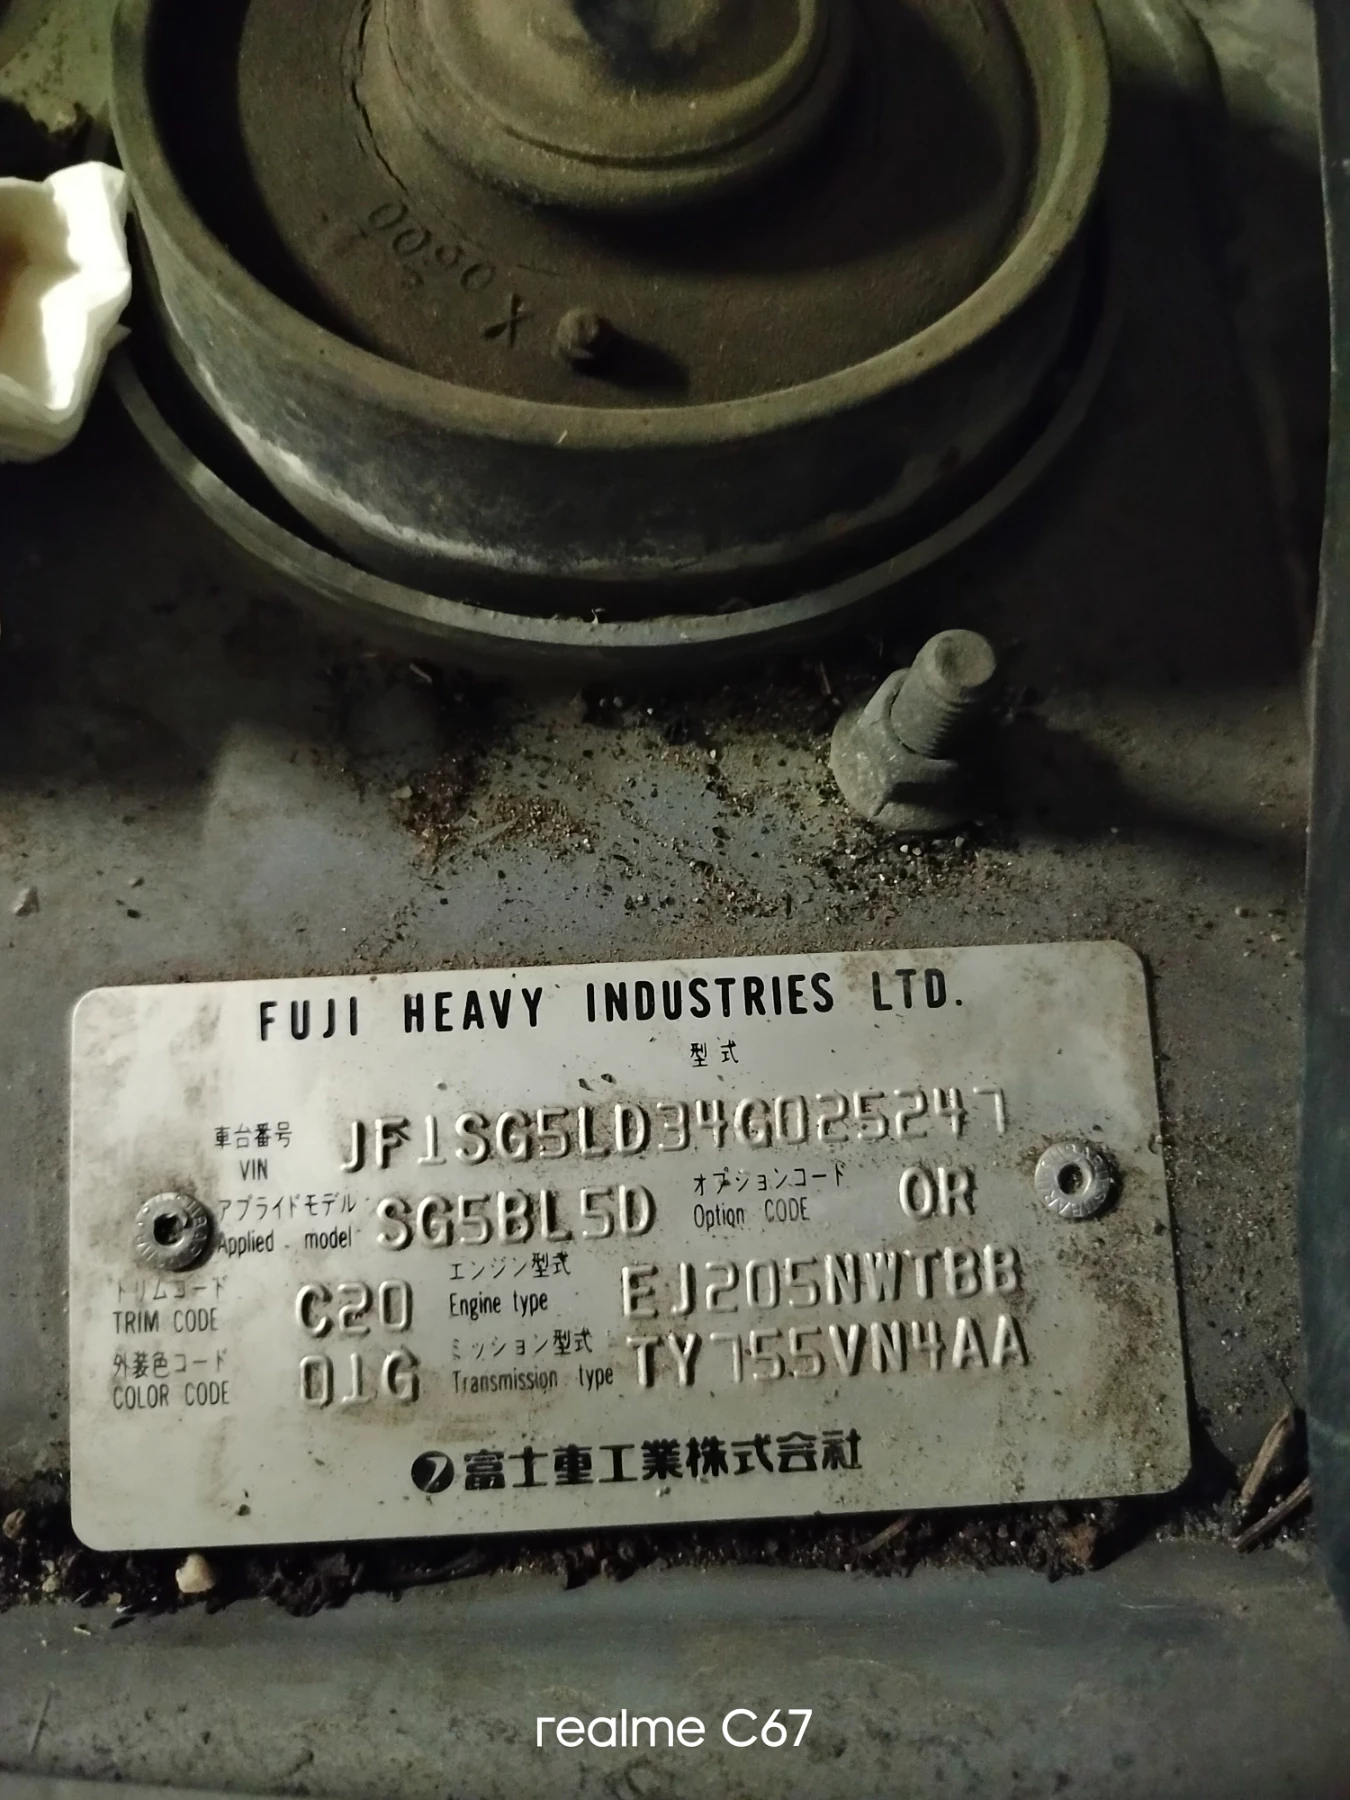 FUJI HEAVY INDUSTRIES LTD.
型式
車台番号 VIN JF1SG5LD34G025247
アプライドモデル Applied model SG5BL5D オプションコード Option CODE OR
トリムコード TRIM CODE C20 エンジン型式 Engine type EJ205NWTBB
外装色コード COLOR CODE 01G ミッション型式 Transmission type TY755VN4AA
富士重工業株式会社
realme C67